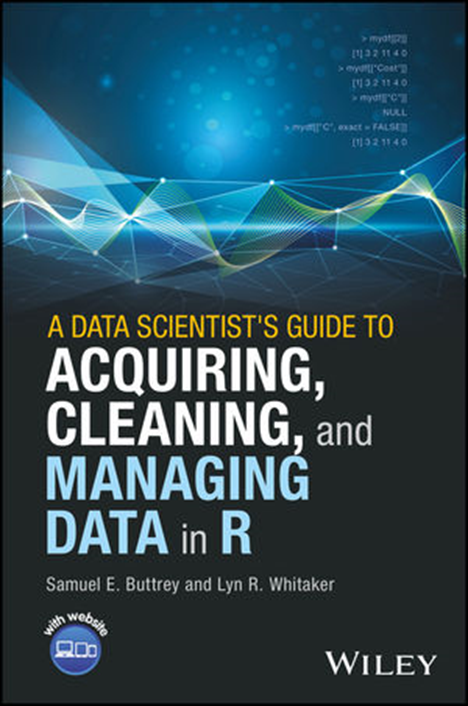 > mydf[[2]]
[1] 3 2 11 4 0
> mydf[["Cost"]]
[1] 3 2 11 4 0
> mydf[["C"]]
NULL
> mydf[["C", exact = FALSE]]
[1] 3 2 11 4 0
A DATA SCIENTIST'S GUIDE TO
ACQUIRING,
CLEANING, and
MANAGING
DATA in R
Samuel E. Buttrey and Lyn R. Whitaker
with website
WILEY